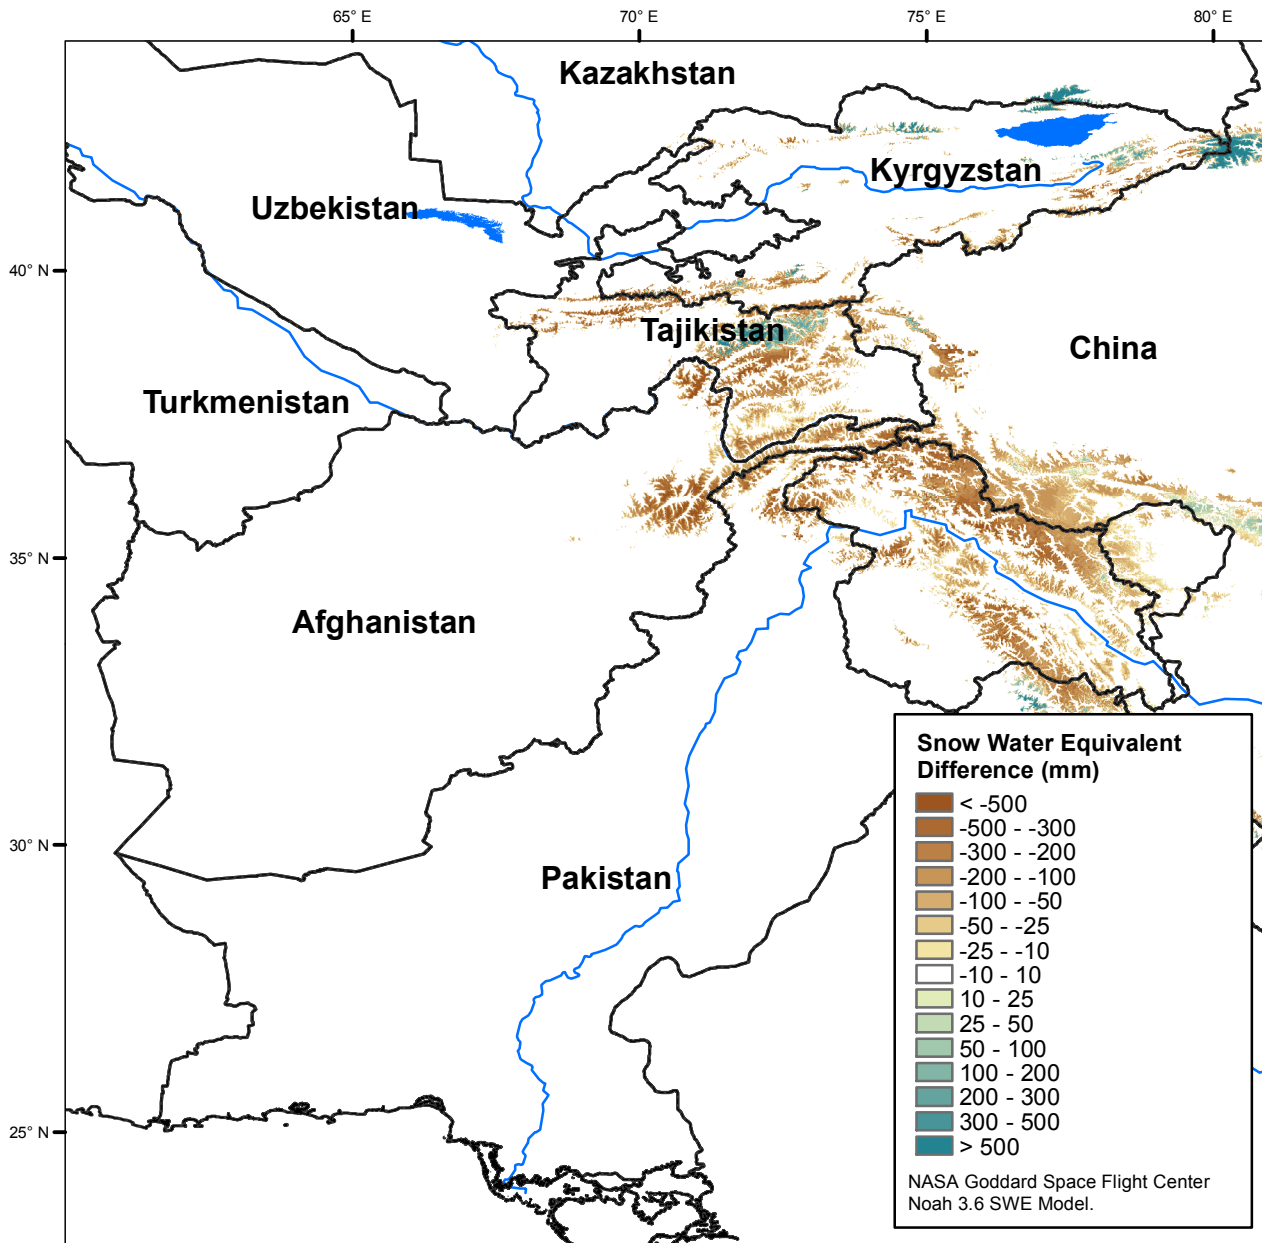 65° E
70° E
75° E
80° E
Kazakhstan
Kyrgyzstan
Uzbekistan
40° N
Tajikistan
China
Turkmenistan
35° N
Afghanistan
30° N
Pakistan
25° N
Snow Water Equivalent
Difference (mm)
< -500
-500 - -300
-300 - -200
-200 - -100
-100 - -50
-50 - -25
-25 - -10
-10 - 10
10 - 25
25 - 50
50 - 100
100 - 200
200 - 300
300 - 500
> 500
NASA Goddard Space Flight Center
Noah 3.6 SWE Model.